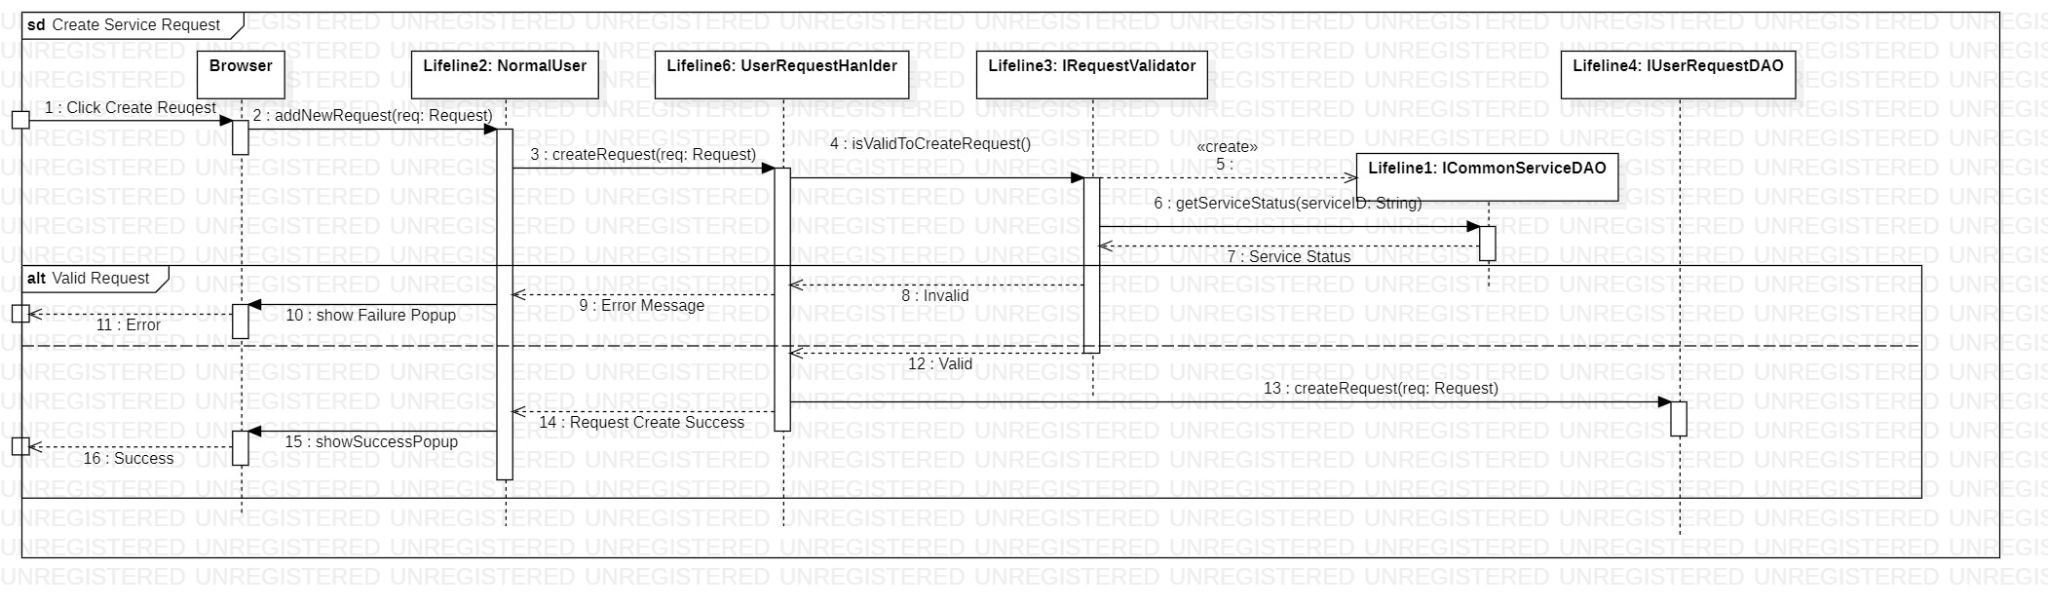 sd Create Service Request
Browser
Lifeline2: NormalUser
Lifeline6: UserRequestHanlder
Lifeline3: IRequestValidator
Lifeline4: IUserRequestDAO
1 : Click Create Reuqest
2 : addNewRequest(req: Request)
3 : createRequest(req: Request)
4 : isValidToCreateRequest()
«create»
5 :
Lifeline1: ICommonServiceDAO
6 : getServiceStatus(serviceID: String)
7 : Service Status
alt Valid Request
8 : Invalid
9 : Error Message
10 : show Failure Popup
11 : Error
12 : Valid
13 : createRequest(req: Request)
14 : Request Create Success
15 : showSuccessPopup
16 : Success
UNREGISTERED